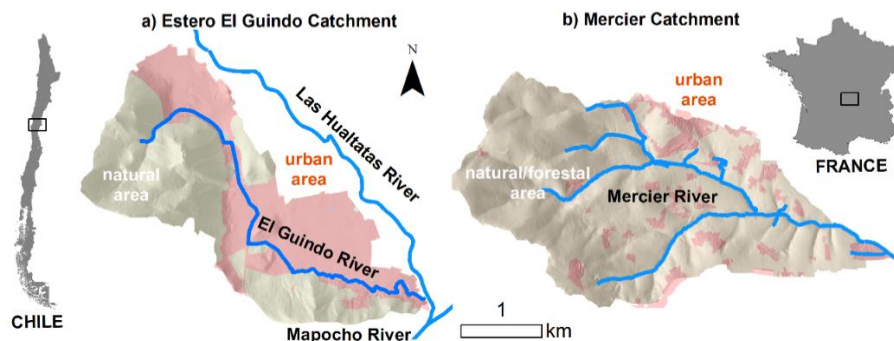 a) Estero El Guindo Catchment
b) Mercier Catchment
N
Las Hualtatas River
urban
area
urban
area
natural
area
natural/forestal
area
FRANCE
Mercier River
El Guindo River
CHILE
Mapocho River
1
km